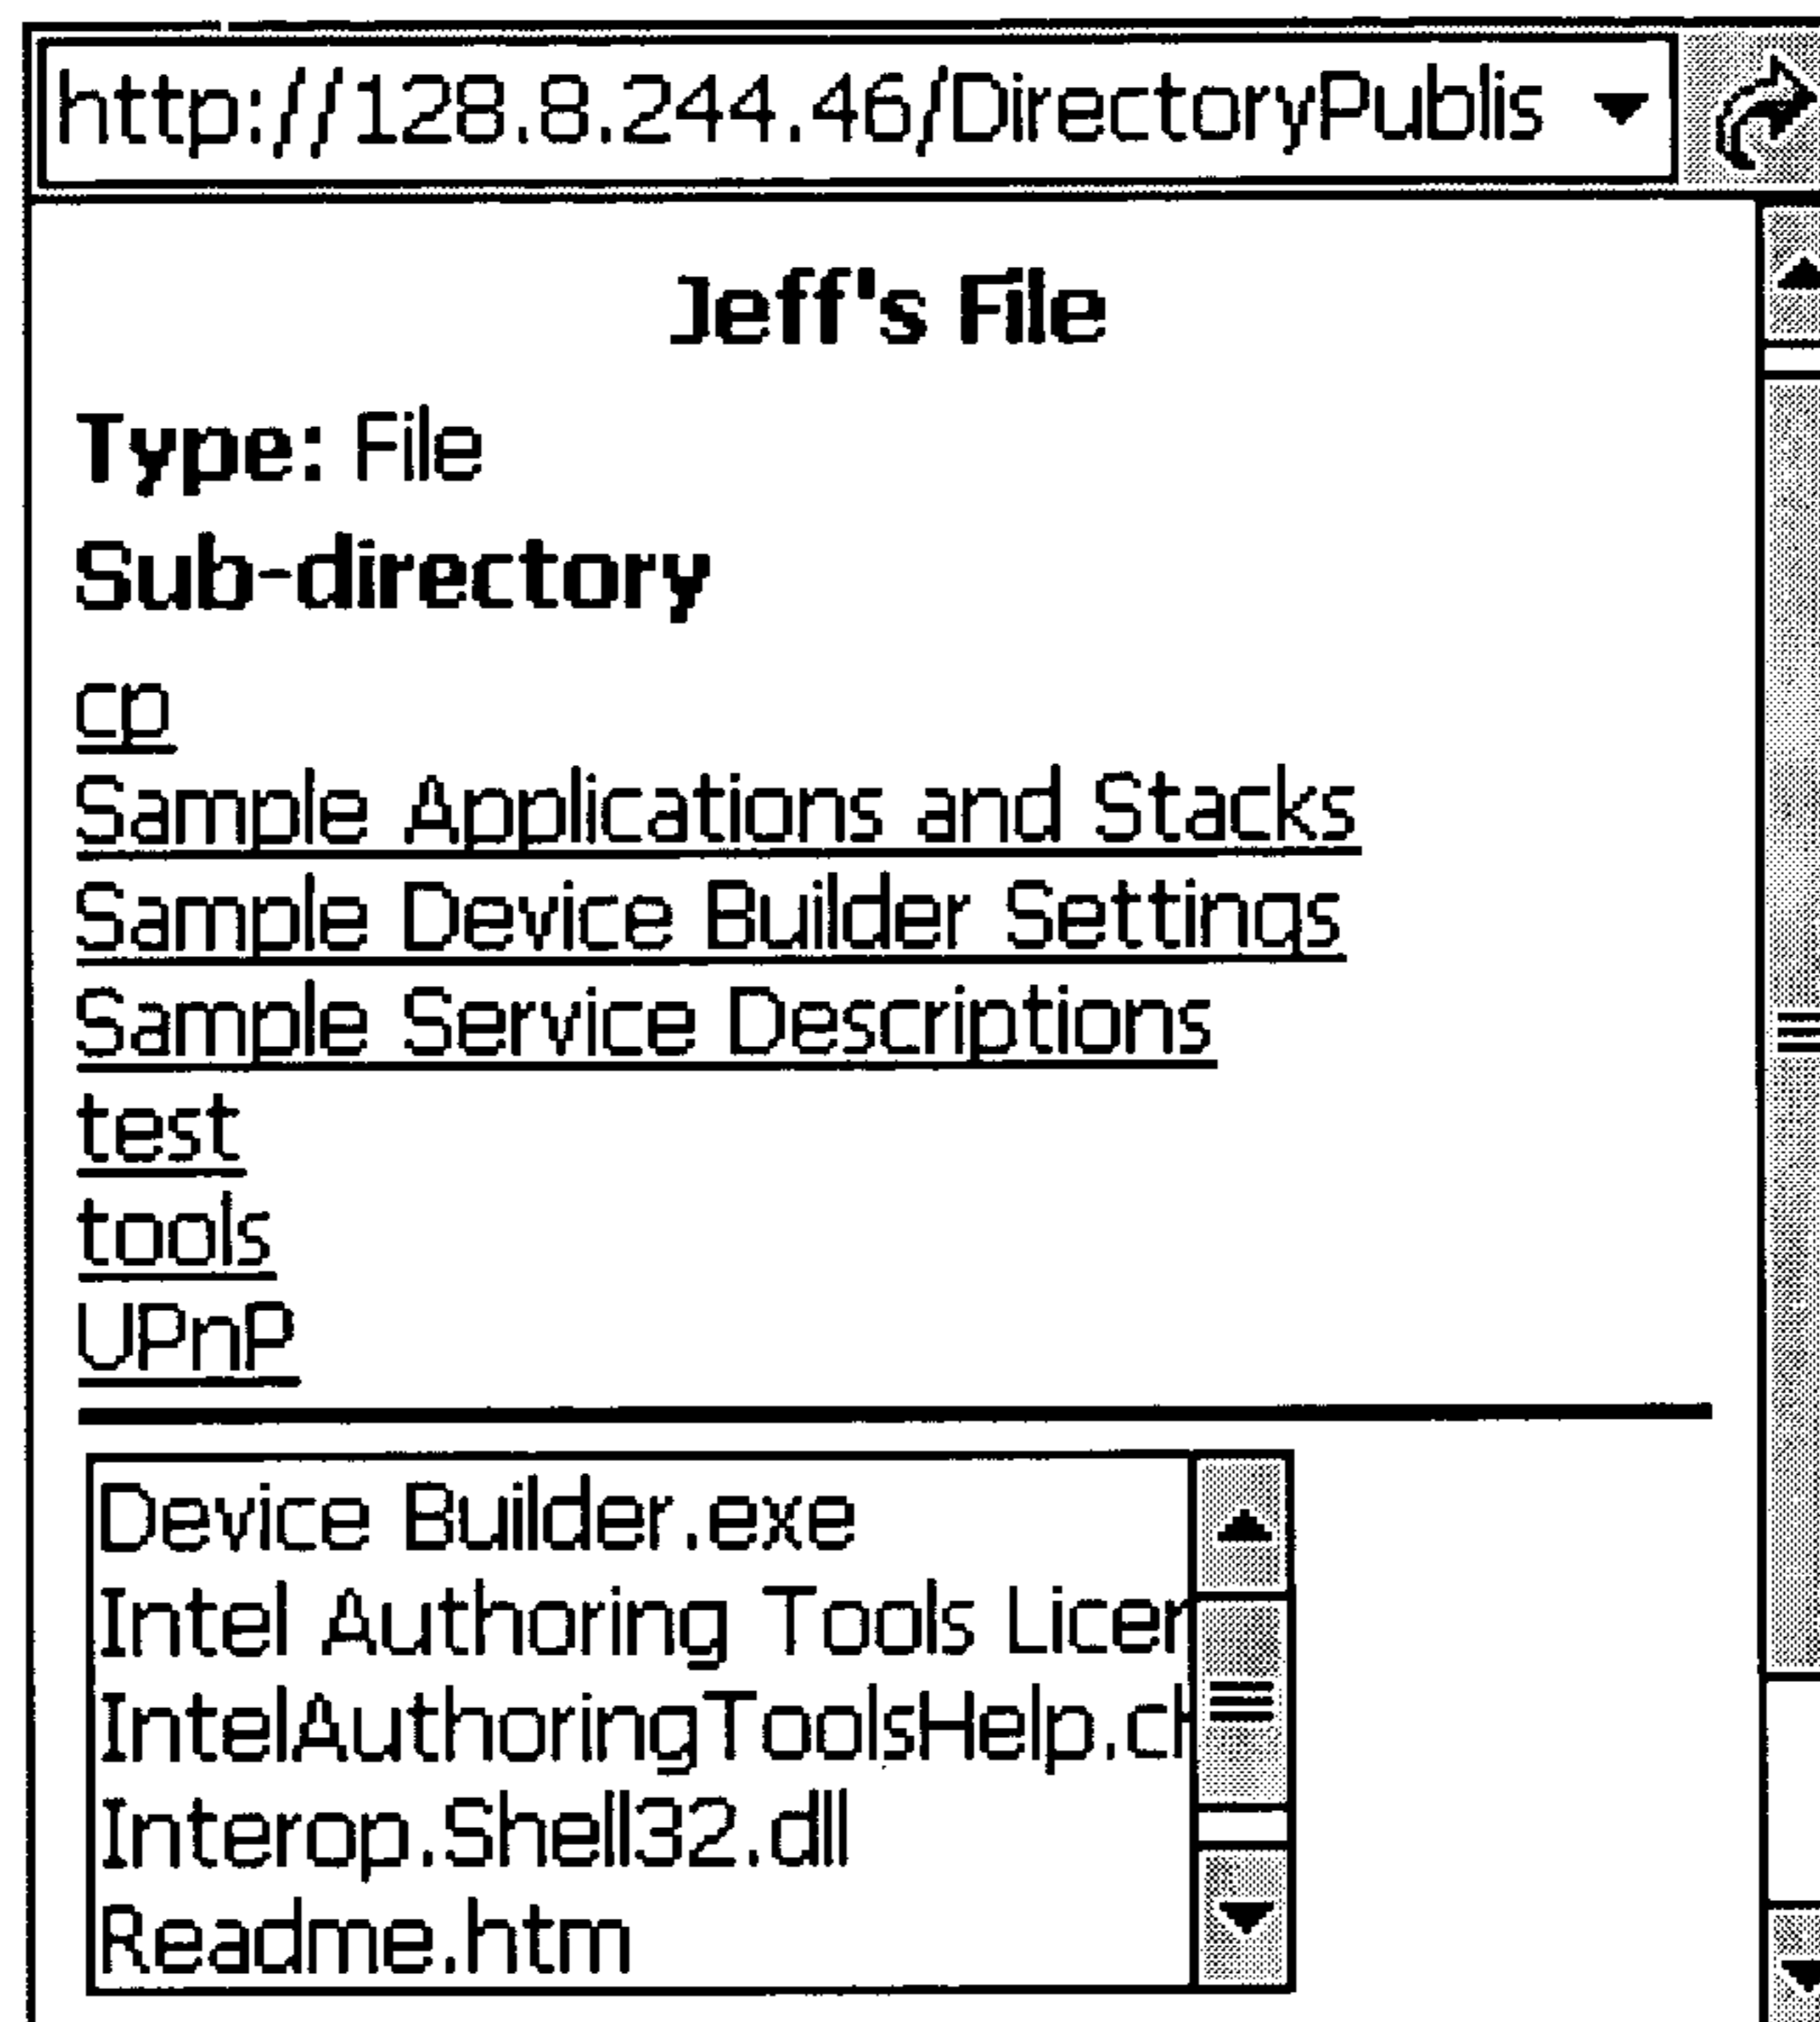 http://128.8.244.46/DirectoryPublis
Jeff's File
Type: File
Sub-directory
cp
Sample Applications and Stacks
Sample Device Builder Settings
Sample Service Descriptions
test
tools
UPnP
Device Builder.exe
Intel Authoring Tools Licen
IntelAuthoringToolsHelp.ch
Interop.Shell32.dll
Readme.htm